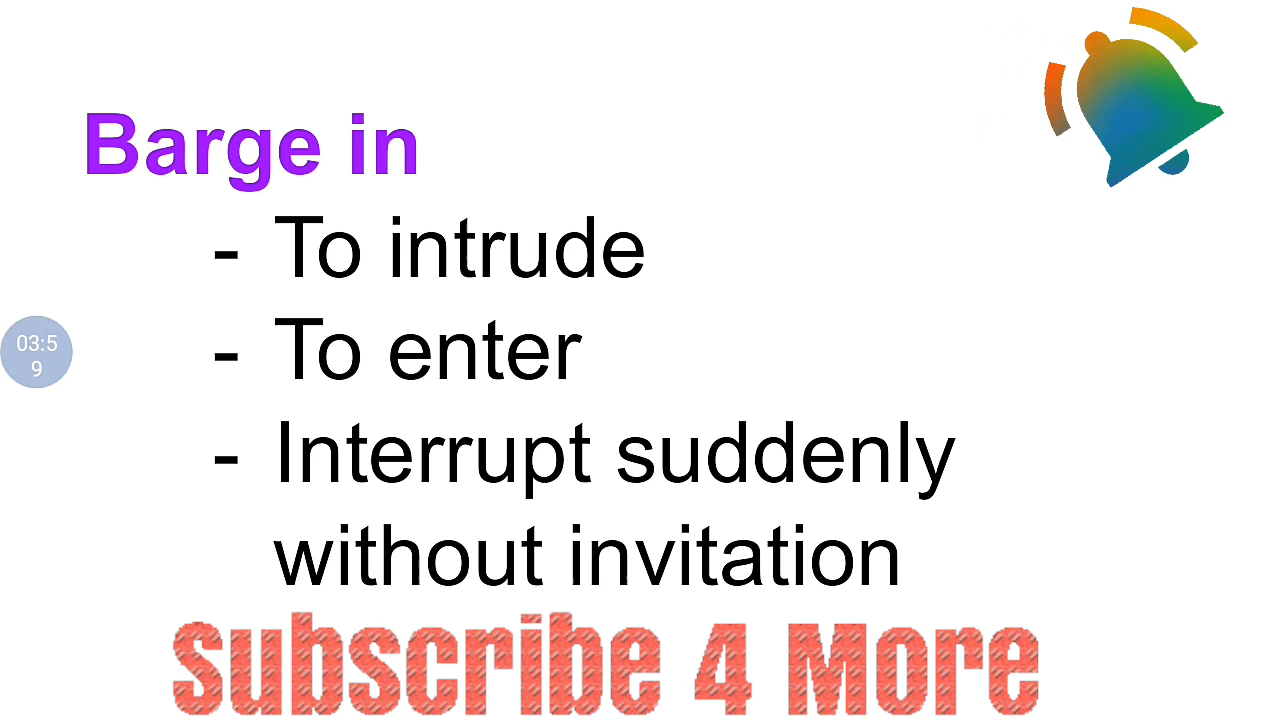 Barge in
- To intrude
- To enter
- Interrupt suddenly
without invitation
03:5
9
Subscribe 4 More